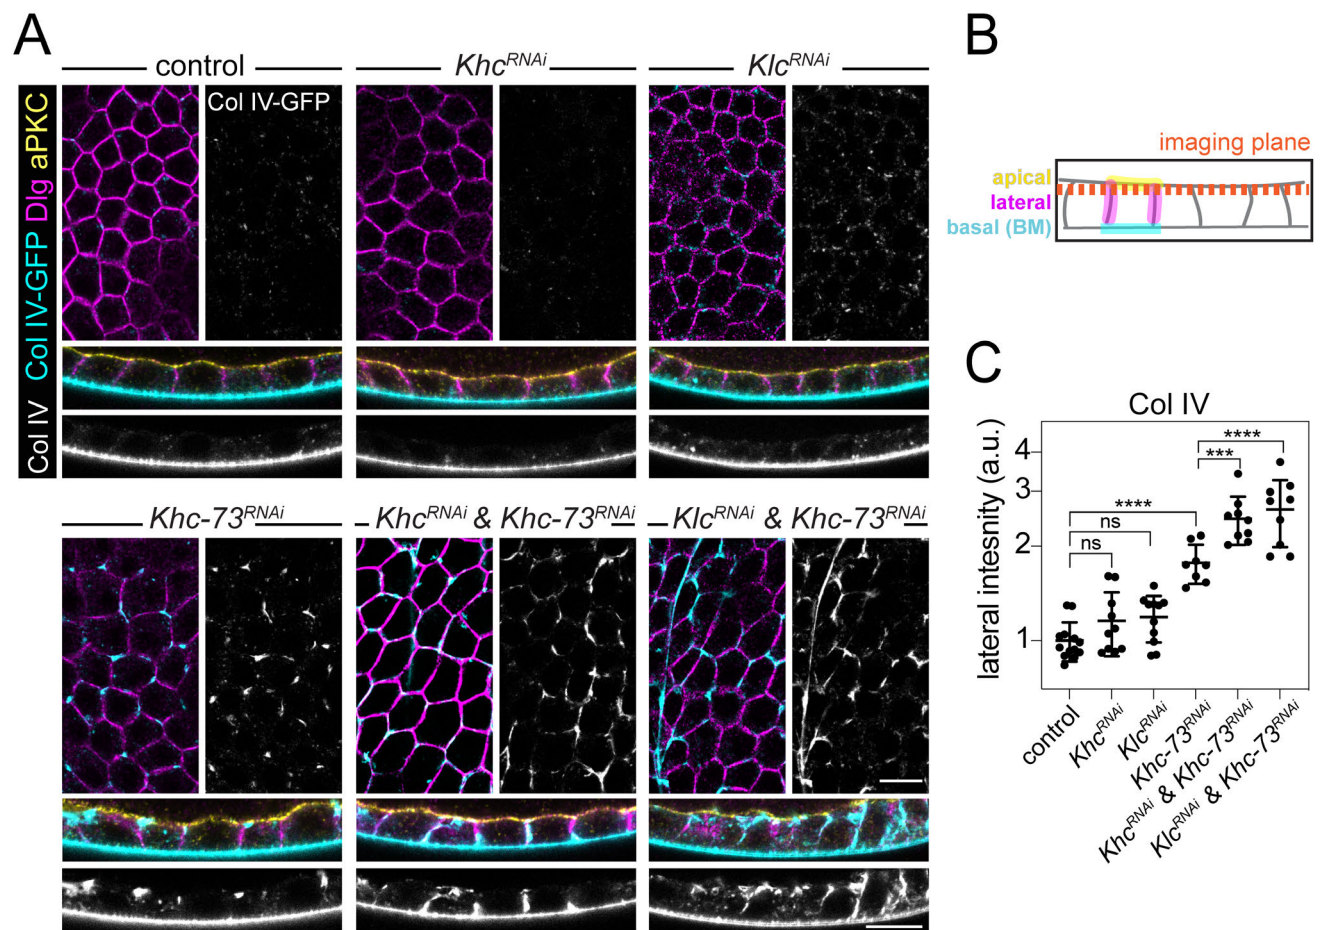 A
control
Khc^RNAi
Klc^RNAi
Col IV Col IV-GFP Dlg aPKC
Col IV-GFP
Khc-73^RNAi
Khc^RNAi & Khc-73^RNAi
Klc^RNAi & Khc-73^RNAi
B
imaging plane
apical
lateral
basal (BM)
C
Col IV
lateral intesnity (a.u.)
4
3
2
1
****
***
****
ns
ns
control
Khc^RNAi
Klc^RNAi
Khc-73^RNAi
Khc^RNAi & Khc-73^RNAi
Klc^RNAi & Khc-73^RNAi